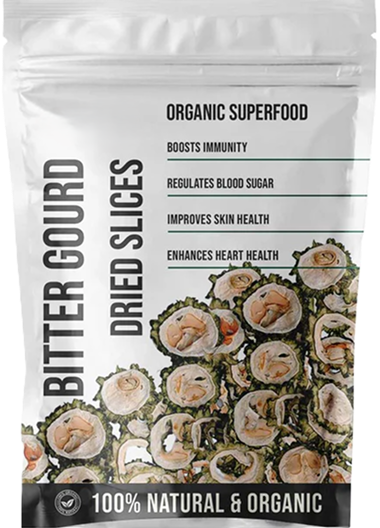 BITTER GOURD
DRIED SLICES
ORGANIC SUPERFOOD
BOOSTS IMMUNITY
REGULATES BLOOD SUGAR
IMPROVES SKIN HEALTH
ENHANCES HEART HEALTH
100% NATURAL & ORGANIC